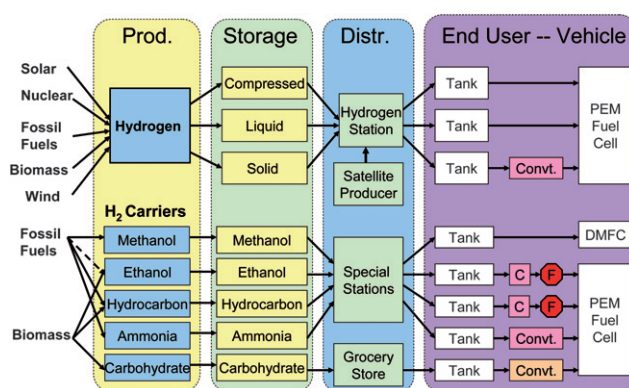 Prod.
Storage
Distr.
End User -- Vehicle
Solar
Nuclear
Fossil
Fuels
Biomass
Wind
Hydrogen
Compressed
Liquid
Solid
Hydrogen
Station
Satellite
Producer
Tank
Tank
Tank
Convt.
PEM
Fuel
Cell
H₂ Carriers
Fossil
Fuels
Biomass
Methanol
Ethanol
Hydrocarbon
Ammonia
Carbohydrate
Methanol
Ethanol
Hydrocarbon
Ammonia
Carbohydrate
Special
Stations
Grocery
Store
Tank
DMFC
Tank
C
F
Tank
C
F
Tank
Convt.
Tank
Convt.
PEM
Fuel
Cell